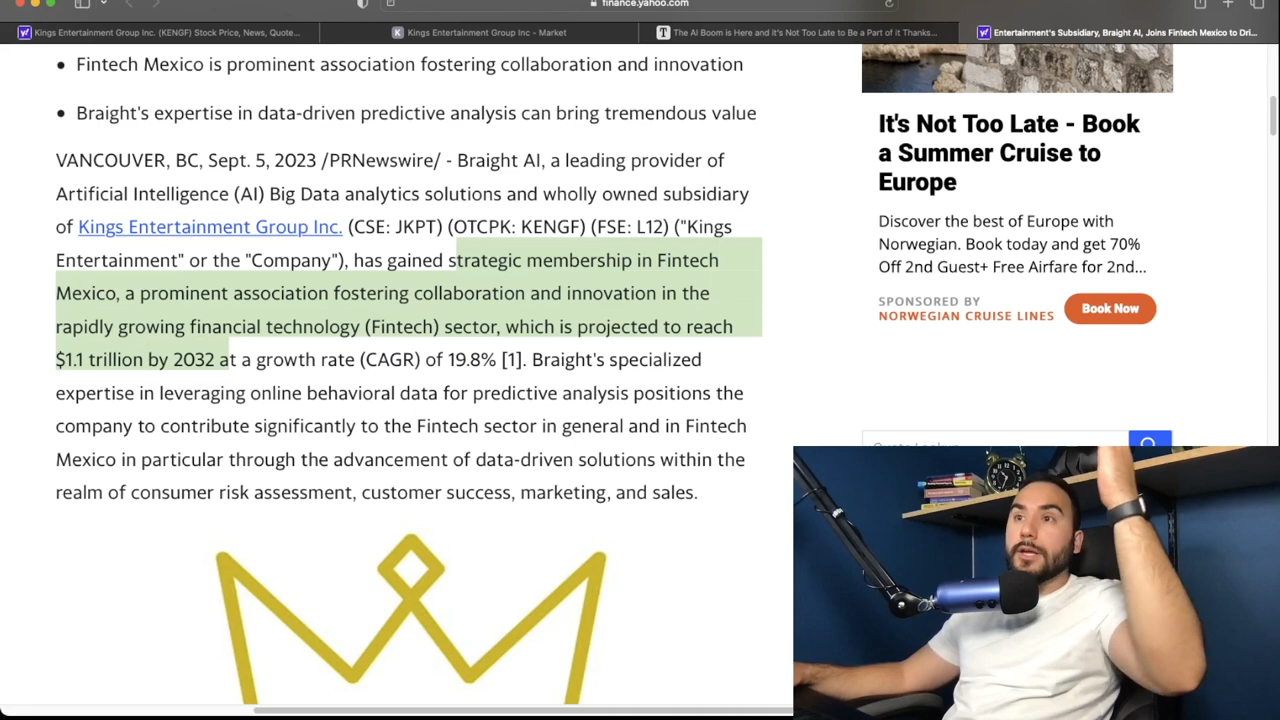 finance.yahoo.com
Kings Entertainment Group Inc. (KENGF) Stock Price, News, Quote...
Kings Entertainment Group Inc - Market
The AI Boom is Here and it's Not Too Late to Be a Part of it Thanks...
Entertainment's Subsidiary, Braight AI, Joins Fintech Mexico to Dri...
• Fintech Mexico is prominent association fostering collaboration and innovation
• Braight's expertise in data-driven predictive analysis can bring tremendous value
VANCOUVER, BC, Sept. 5, 2023 /PRNewswire/ - Braight AI, a leading provider of
Artificial Intelligence (AI) Big Data analytics solutions and wholly owned subsidiary
of Kings Entertainment Group Inc. (CSE: JKPT) (OTCPK: KENGF) (FSE: L12) ("Kings
Entertainment" or the "Company"), has gained strategic membership in Fintech
Mexico, a prominent association fostering collaboration and innovation in the
rapidly growing financial technology (Fintech) sector, which is projected to reach
$1.1 trillion by 2032 at a growth rate (CAGR) of 19.8% [1]. Braight's specialized
expertise in leveraging online behavioral data for predictive analysis positions the
company to contribute significantly to the Fintech sector in general and in Fintech
Mexico in particular through the advancement of data-driven solutions within the
realm of consumer risk assessment, customer success, marketing, and sales.
It's Not Too Late - Book
a Summer Cruise to
Europe
Discover the best of Europe with
Norwegian. Book today and get 70%
Off 2nd Guest+ Free Airfare for 2nd...
SPONSORED BY
NORWEGIAN CRUISE LINES
Book Now